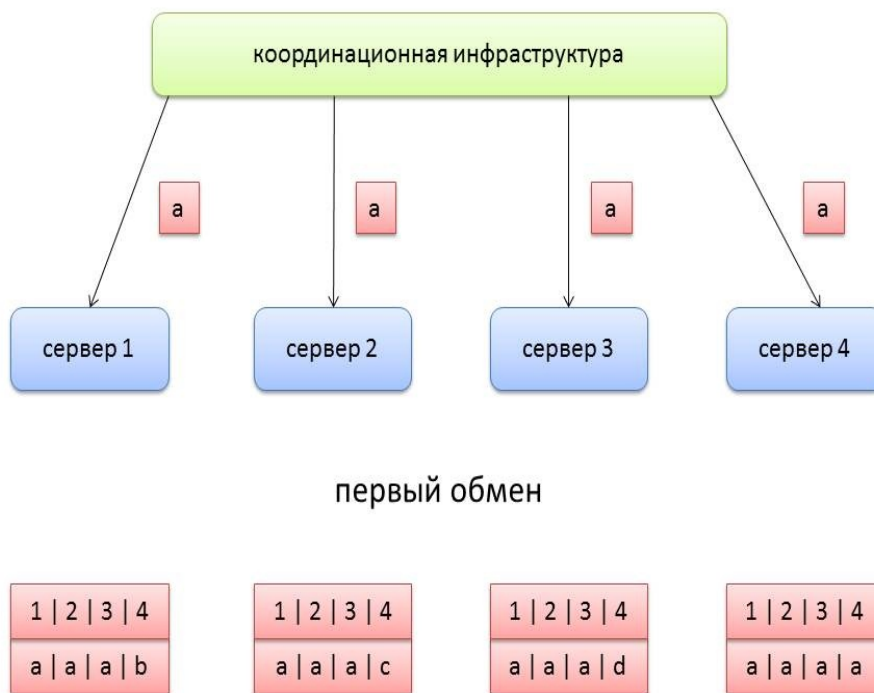 координационная инфраструктура
a a a a
сервер 1 сервер 2 сервер 3 сервер 4
первый обмен
1 | 2 | 3 | 4 1 | 2 | 3 | 4 1 | 2 | 3 | 4 1 | 2 | 3 | 4
a | a | a | b a | a | a | c a | a | a | d a | a | a | a